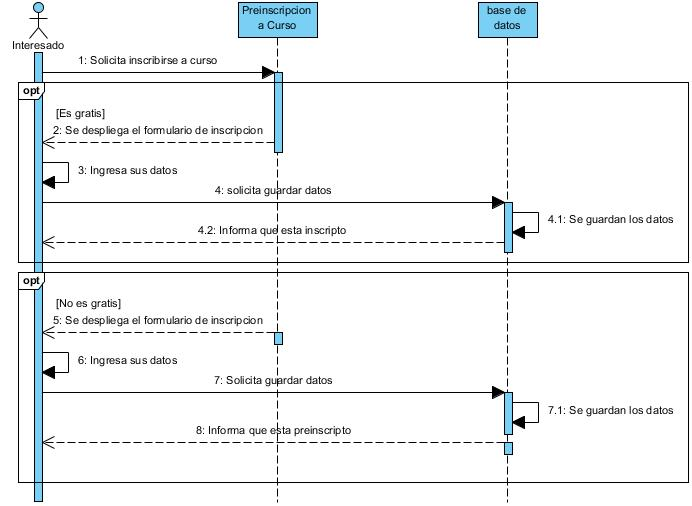 Preinscripcion
a Curso
base de
datos
Interesado
1: Solicita inscribirse a curso
opt
[Es gratis]
2: Se despliega el formulario de inscripcion
3: Ingresa sus datos
4: solicita guardar datos
4.1: Se guardan los datos
4.2: Informa que esta inscripto
opt
[No es gratis]
5: Se despliega el formulario de inscripcion
6: Ingresa sus datos
7: Solicita guardar datos
7.1: Se guardan los datos
8: Informa que esta preinscripto